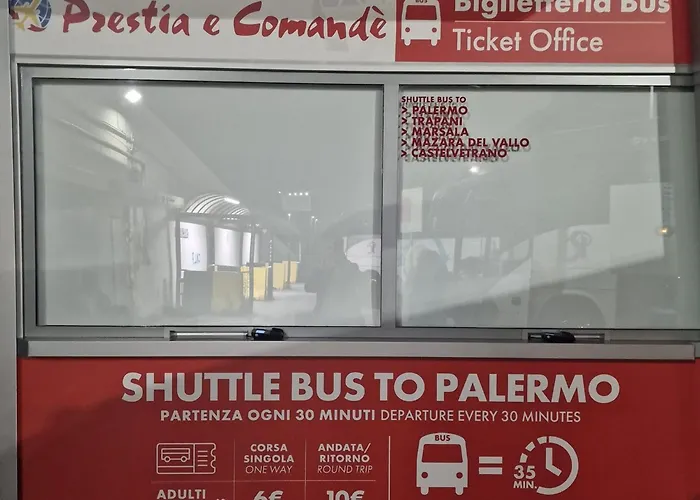 Prestia e Comandè
Biglietteria Bus
Ticket Office
SHUTTLE BUS TO
> PALERMO
> TRAPANI
> MARSALA
> MAZARA DEL VALLO
> CASTELVETRANO
SHUTTLE BUS TO PALERMO
PARTENZA OGNI 30 MINUTI DEPARTURE EVERY 30 MINUTES
CORSA SINGOLA ONE WAY
ANDATA/ RITORNO ROUND TRIP
BUS
=
35 MIN.
ADULTI
6€
10€